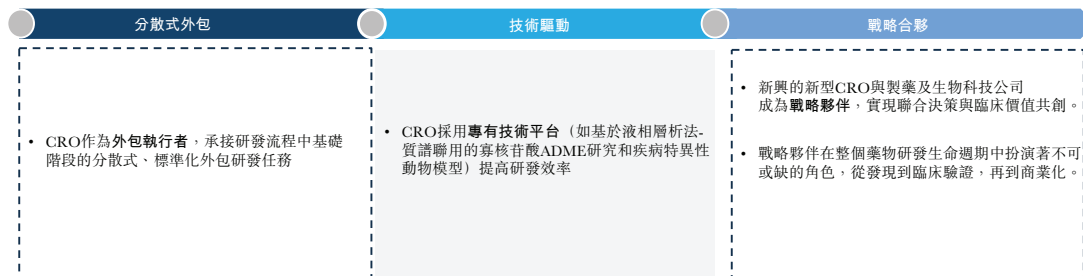 分散式外包
技術驅動
戰略合夥
• CRO作為外包執行者，承接研發流程中基礎
階段的分散式、標準化外包研發任務
• CRO採用專有技術平台（如基於液相層析法-
質譜聯用的寡核苷酸ADME研究和疾病特異性
動物模型）提高研發效率
• 新興的新型CRO與製藥及生物科技公司
成為戰略夥伴，實現聯合決策與臨床價值共創。
• 戰略夥伴在整個藥物研發生命週期中扮演著不可
或缺的角色，從發現到臨床驗證，再到商業化。